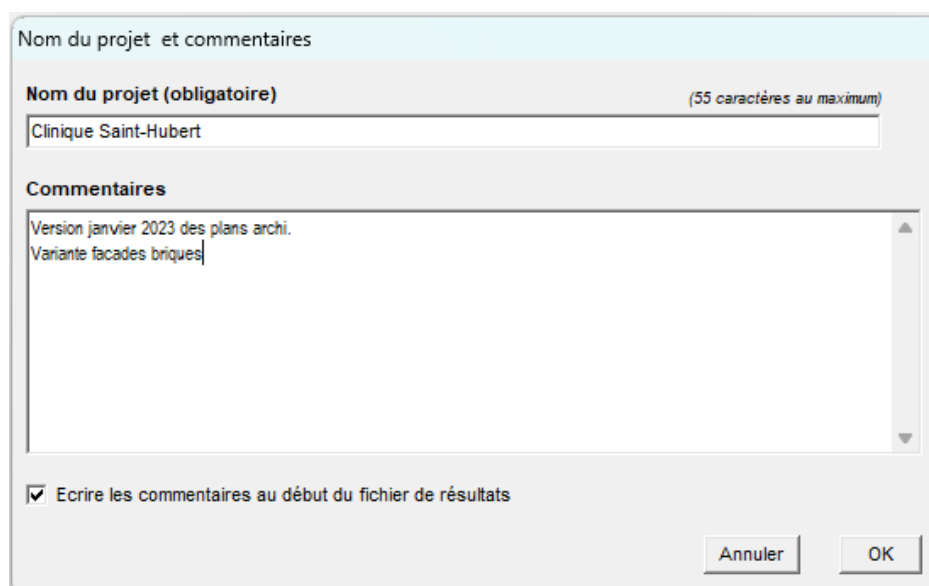 Nom du projet et commentaires
Nom du projet (obligatoire)
(55 caractères au maximum)
Clinique Saint-Hubert
Commentaires
Version janvier 2023 des plans archi.
Variante facades briques
Ecrire les commentaires au début du fichier de résultats
Annuler
OK